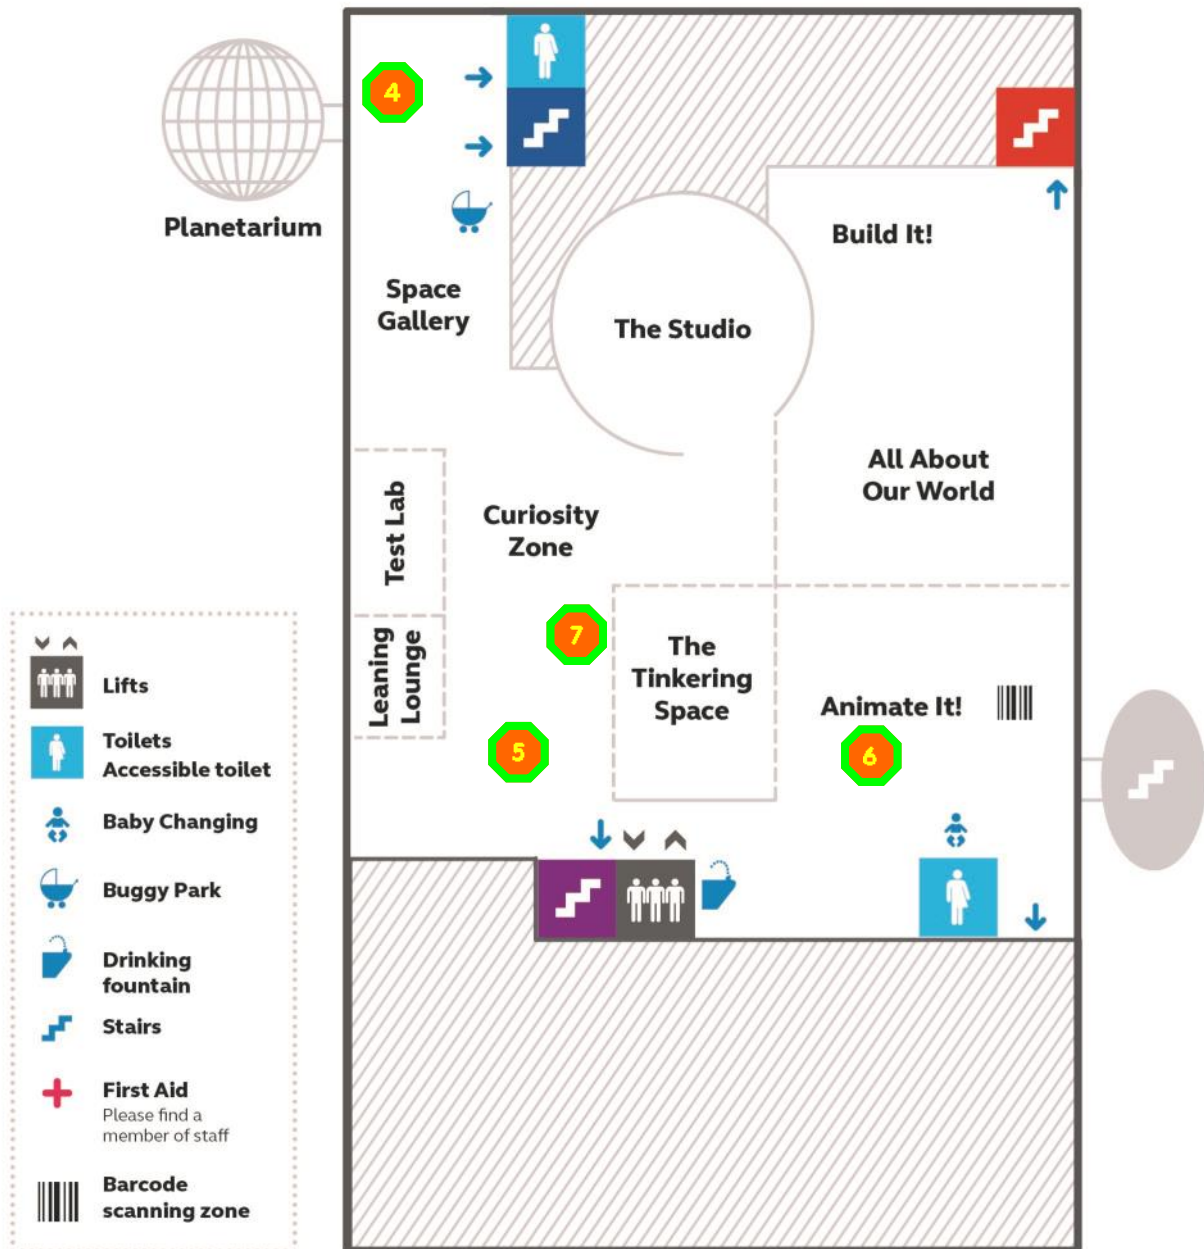 4
Planetarium
Build It!
Space
Gallery
The Studio
All About
Our World
Test Lab
Curiosity
Zone
7
Leaning
Lounge
The
Tinkering
Space
Animate It!
5
6
Lifts
Toilets
Accessible toilet
Baby Changing
Buggy Park
Drinking
fountain
Stairs
First Aid
Please find a
member of staff
Barcode
scanning zone